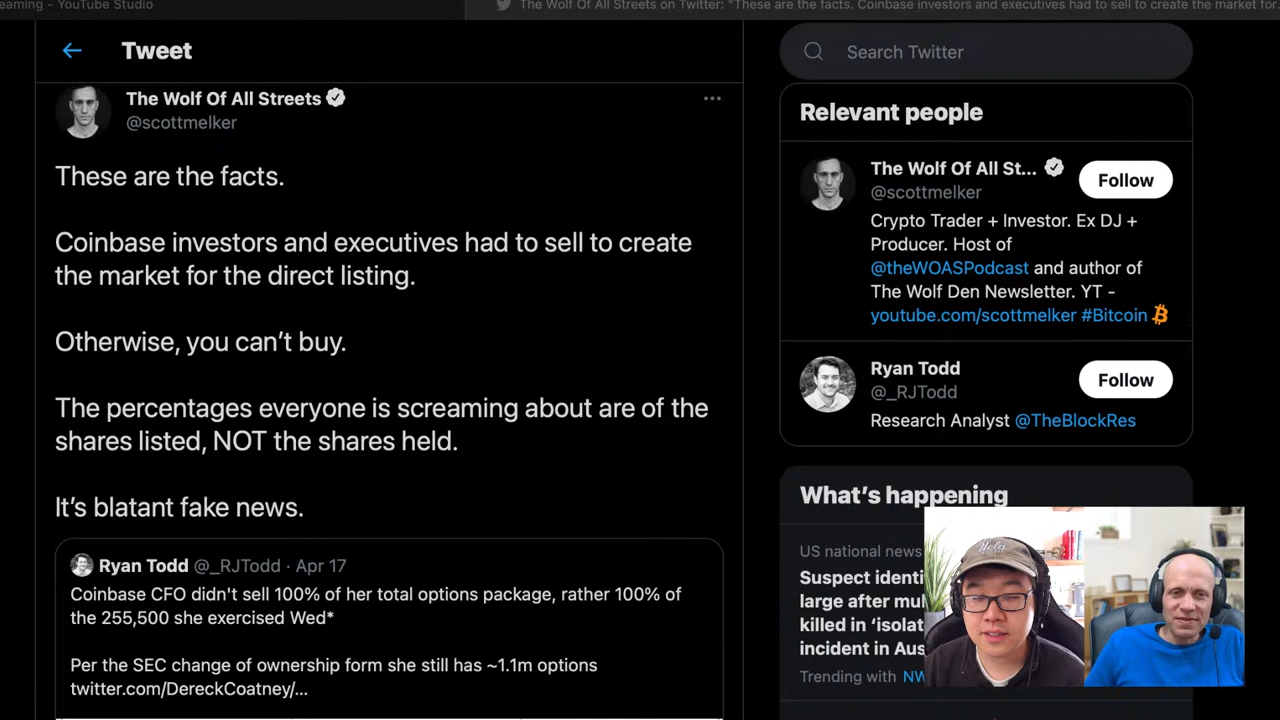 eaming - YouTube Studio
The Wolf Of All Streets on Twitter: "These are the facts. Coinbase investors and executives had to sell to create the market for
Tweet
The Wolf Of All Streets
@scottmelker
These are the facts.
Coinbase investors and executives had to sell to create
the market for the direct listing.
Otherwise, you can’t buy.
The percentages everyone is screaming about are of the
shares listed, NOT the shares held.
It’s blatant fake news.
Ryan Todd @_RJTodd · Apr 17
Coinbase CFO didn't sell 100% of her total options package, rather 100% of
the 255,500 she exercised Wed*
Per the SEC change of ownership form she still has ~1.1m options
twitter.com/DereckCoatney/...
Search Twitter
Relevant people
The Wolf Of All St...
Follow
@scottmelker
Crypto Trader + Investor. Ex DJ +
Producer. Host of
@theWOASPodcast and author of
The Wolf Den Newsletter. YT -
youtube.com/scottmelker #Bitcoin
Ryan Todd
Follow
@_RJTodd
Research Analyst @TheBlockRes
What’s happening
US national news
Suspect identi
large after mul
killed in ‘isolat
incident in Aus
Trending with NW